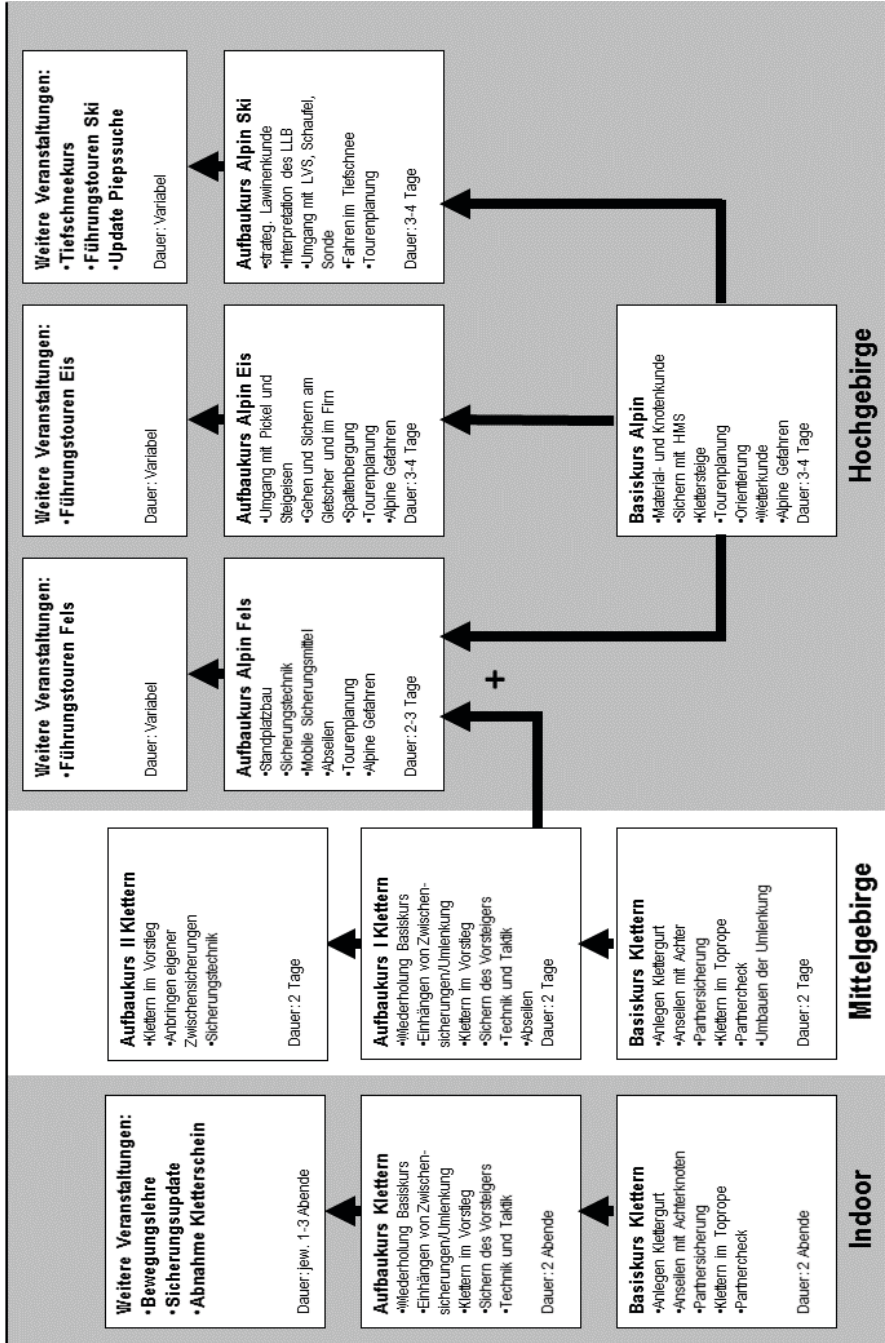 Weitere Veranstaltungen:
•Bewegungslehre
•Sicherungsupdate
•Abnahme Kletterschein
Dauer: jew. 1-3 Abende
Aufbaukurs Klettern
•Wiederholung Basiskurs
•Einhängen von Zwischen-
sicherungen/Umlenkung
•Klettern im Vorstieg
•Sichern des Vorsteigers
•Technik und Taktik
Dauer: 2 Abende
Basiskurs Klettern
•Anlegen Klettergurt
•Anseilen mit Achterknoten
•Partnersicherung
•Klettern im Toprope
•Partnercheck
Dauer: 2 Abende
Indoor
Aufbaukurs II Klettern
•Klettern im Vorstieg
•Anbringen eigener
Zwischensicherungen
•Sicherungstechnik
Dauer: 2 Tage
Aufbaukurs I Klettern
•Wiederholung Basiskurs
•Einhängen von Zwischen-
sicherungen/Umlenkung
•Klettern im Vorstieg
•Sichern des Vorsteigers
•Technik und Taktik
•Abseilen
Dauer: 2 Tage
Basiskurs Klettern
•Anlegen Klettergurt
•Anseilen mit Achter
•Partnersicherung
•Klettern im Toprope
•Partnercheck
•Umbauen der Umlenkung
Dauer: 2 Tage
Mittelgebirge
Weitere Veranstaltungen:
•Führungstouren Fels
Dauer: Variabel
Aufbaukurs Alpin Fels
•Standplatzbau
•Sicherungstechnik
•Mobile Sicherungsmittel
•Abseilen
•Tourenplanung
•Alpine Gefahren
Dauer: 2-3 Tage
+
Weitere Veranstaltungen:
•Führungstouren Eis
Dauer: Variabel
Aufbaukurs Alpin Eis
•Umgang mit Pickel und
Steigeisen
•Gehen und Sichern am
Gletscher und im Firn
•Spaltenbergung
•Tourenplanung
•Alpine Gefahren
Dauer: 3-4 Tage
Weitere Veranstaltungen:
•Tiefschneekurs
•Führungstouren Ski
•Update Piepssuche
Dauer: Variabel
Aufbaukurs Alpin Ski
•strateg. Lawinenkunde
•Interpretation des LLB
•Umgang mit LVS, Schaufel,
Sonde
•Fahren im Tiefschnee
•Tourenplanung
Dauer: 3-4 Tage
Basiskurs Alpin
•Material- und Knotenkunde
•Sichern mit HMS
•Klettersteige
•Tourenplanung
•Orientierung
•Wetterkunde
•Alpine Gefahren
Dauer: 3-4 Tage
Hochgebirge